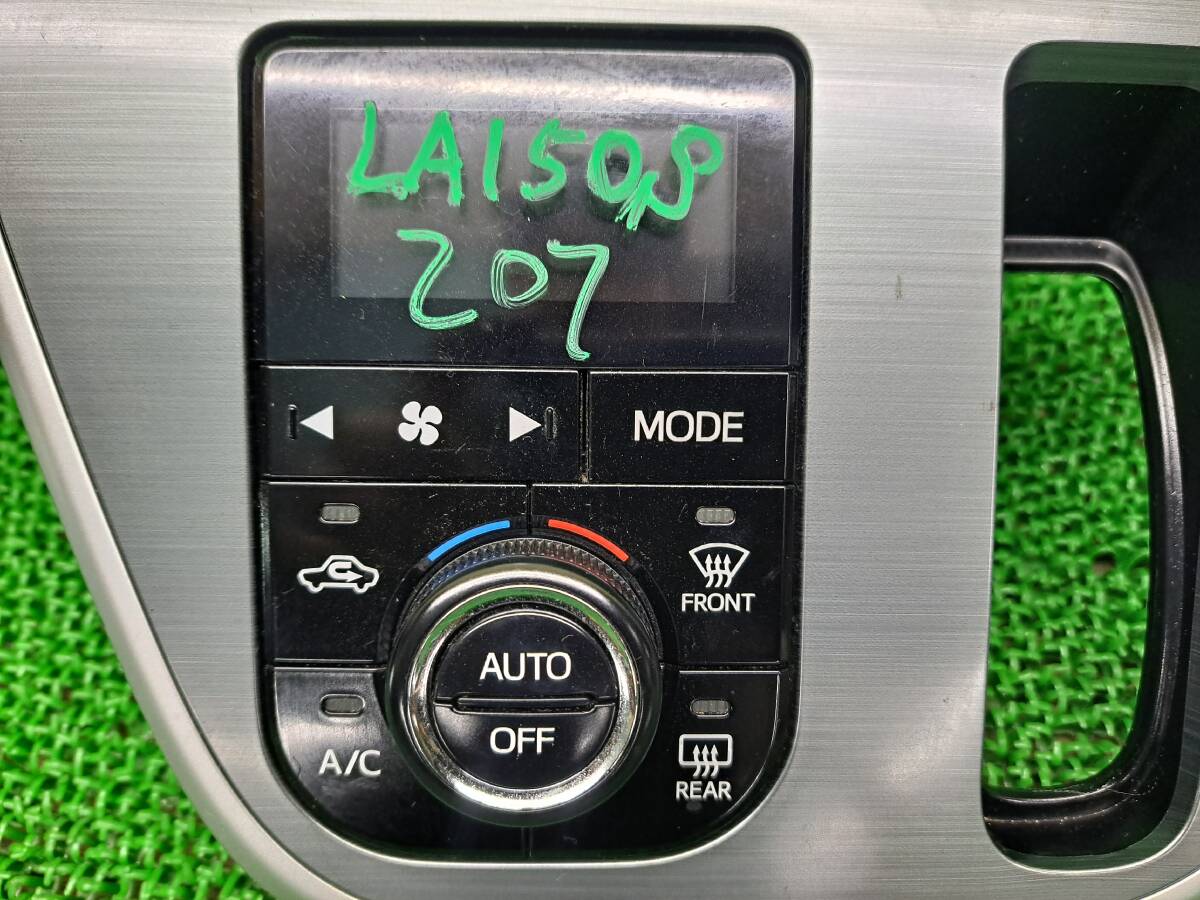 LA150S
207
MODE
FRONT
AUTO
OFF
A/C
REAR